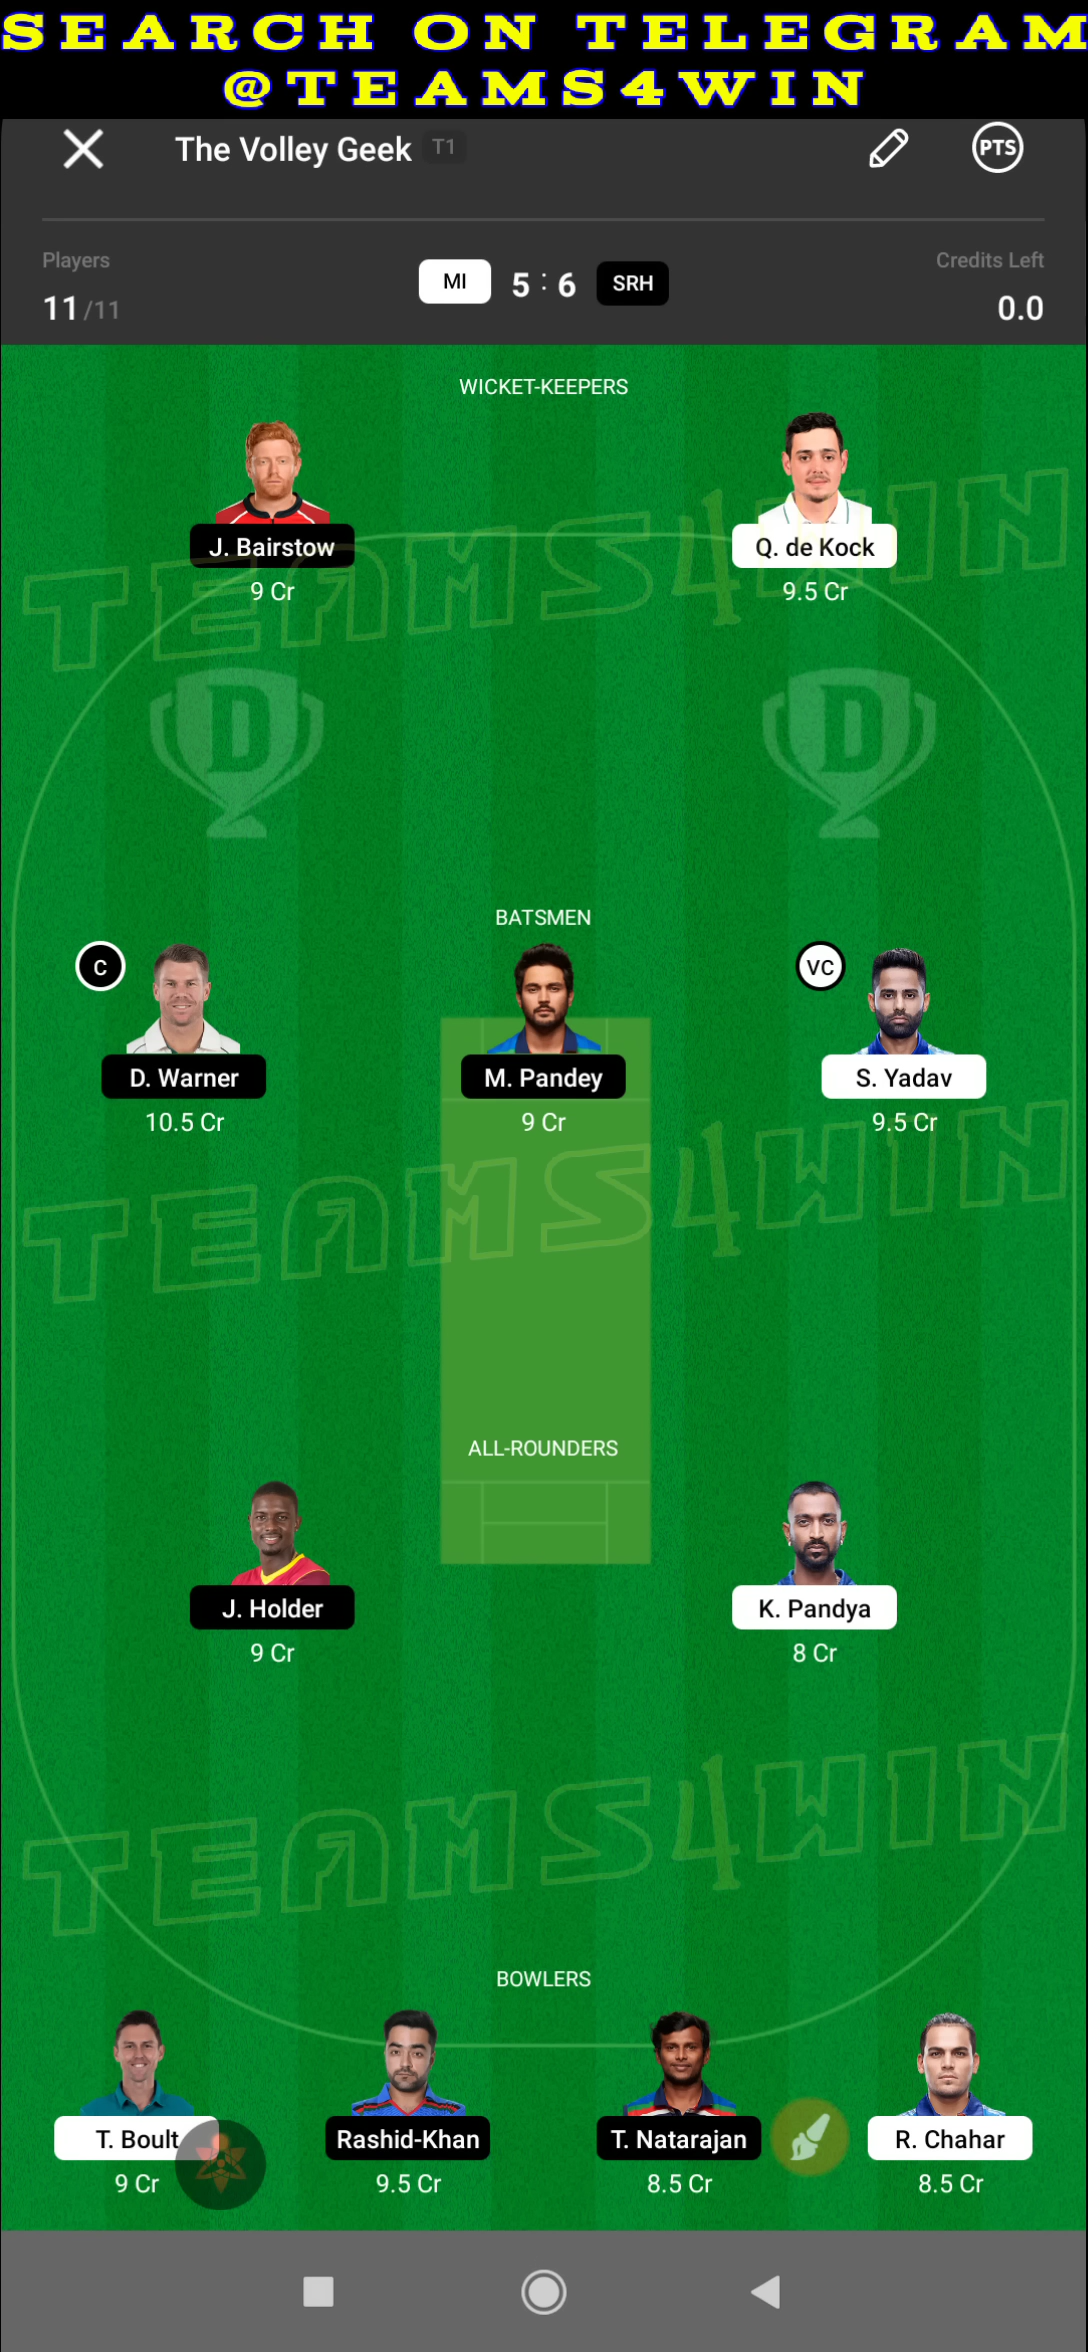 SEARCH ON TELEGRAM
@TEAMS4WIN
The Volley Geek T1
PTS
Players
Credits Left
MI 5 : 6 SRH
11/11
0.0
WICKET-KEEPERS
J. Bairstow
Q. de Kock
9 Cr
9.5 Cr
TEAMS4WIN
D
D
BATSMEN
C
VC
D. Warner
M. Pandey
S. Yadav
10.5 Cr
9 Cr
9.5 Cr
TEAMS4WIN
ALL-ROUNDERS
J. Holder
K. Pandya
9 Cr
8 Cr
TEAMS4WIN
BOWLERS
T. Boult
Rashid-Khan
T. Natarajan
R. Chahar
9 Cr
9.5 Cr
8.5 Cr
8.5 Cr